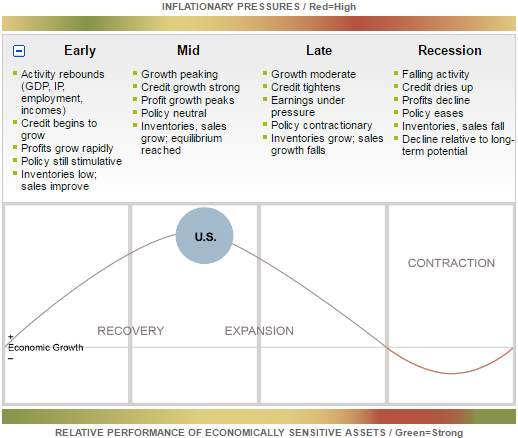 INFLATIONARY PRESSURES / Red=High
Early
Activity rebounds
(GDP, IP,
employment,
incomes)
Credit begins to
grow
Profits grow rapidly
Policy still stimulative
Inventories low;
sales improve
Mid
Growth peaking
Credit growth strong
Profit growth peaks
Policy neutral
Inventories, sales
grow; equilibrium
reached
Late
Growth moderate
Credit tightens
Earnings under
pressure
Policy contractionary
Inventories grow; sales
growth falls
Recession
Falling activity
Credit dries up
Profits decline
Policy eases
Inventories, sales fall
Decline relative to long-
term potential
U.S.
CONTRACTION
RECOVERY
EXPANSION
+
Economic Growth
–
RELATIVE PERFORMANCE OF ECONOMICALLY SENSITIVE ASSETS / Green=Strong